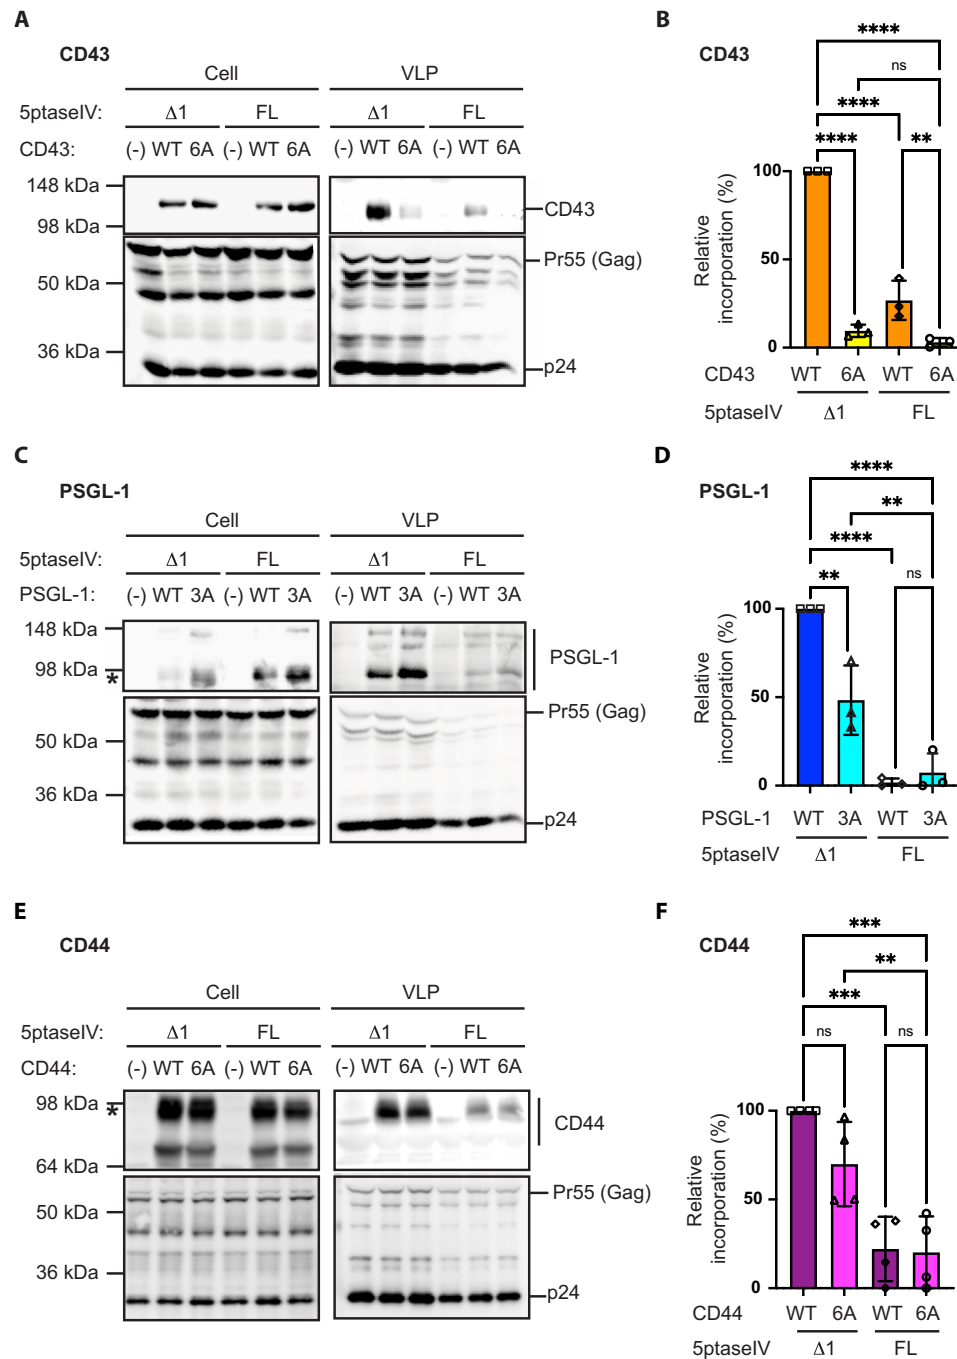 A
CD43
Cell VLP
5ptaseIV: Δ1 FL Δ1 FL
CD43: (-) WT 6A (-) WT 6A (-) WT 6A (-) WT 6A
148 kDa
CD43
98 kDa
Pr55 (Gag)
50 kDa
36 kDa
p24
B
CD43
****
ns
****
**** **
Relative incorporation (%)
100
50
0
CD43 WT 6A WT 6A
5ptaseIV Δ1 FL
C
PSGL-1
Cell VLP
5ptaseIV: Δ1 FL Δ1 FL
PSGL-1: (-) WT 3A (-) WT 3A (-) WT 3A (-) WT 3A
148 kDa
PSGL-1
98 kDa
*
Pr55 (Gag)
50 kDa
36 kDa
p24
D
PSGL-1
****
**
****
** ns
Relative incorporation (%)
100
50
0
PSGL-1 WT 3A WT 3A
5ptaseIV Δ1 FL
E
CD44
Cell VLP
5ptaseIV: Δ1 FL Δ1 FL
CD44: (-) WT 6A (-) WT 6A (-) WT 6A (-) WT 6A
98 kDa
*
CD44
64 kDa
Pr55 (Gag)
50 kDa
36 kDa
p24
F
CD44
***
**
***
ns ns
Relative incorporation (%)
100
50
0
CD44 WT 6A WT 6A
5ptaseIV Δ1 FL